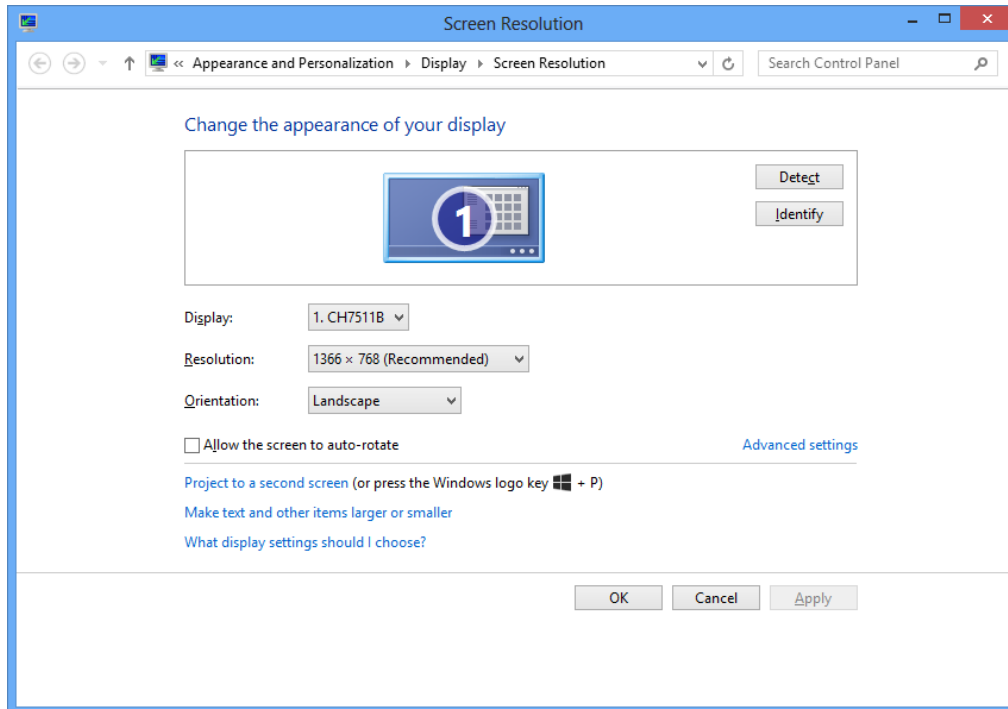 Screen Resolution
« Appearance and Personalization Display Screen Resolution Search Control Panel
Change the appearance of your display
Detect
1
Identify
Display: 1. CH7511B
Resolution: 1366 × 768 (Recommended)
Orientation: Landscape
Allow the screen to auto-rotate Advanced settings
Project to a second screen (or press the Windows logo key + P)
Make text and other items larger or smaller
What display settings should I choose?
OK Cancel Apply